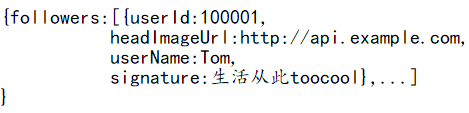 {followers:[{userId:100001,
headImageUrl:http://api.example.com,
userName:Tom,
signature:生活从此toocool},...]
}